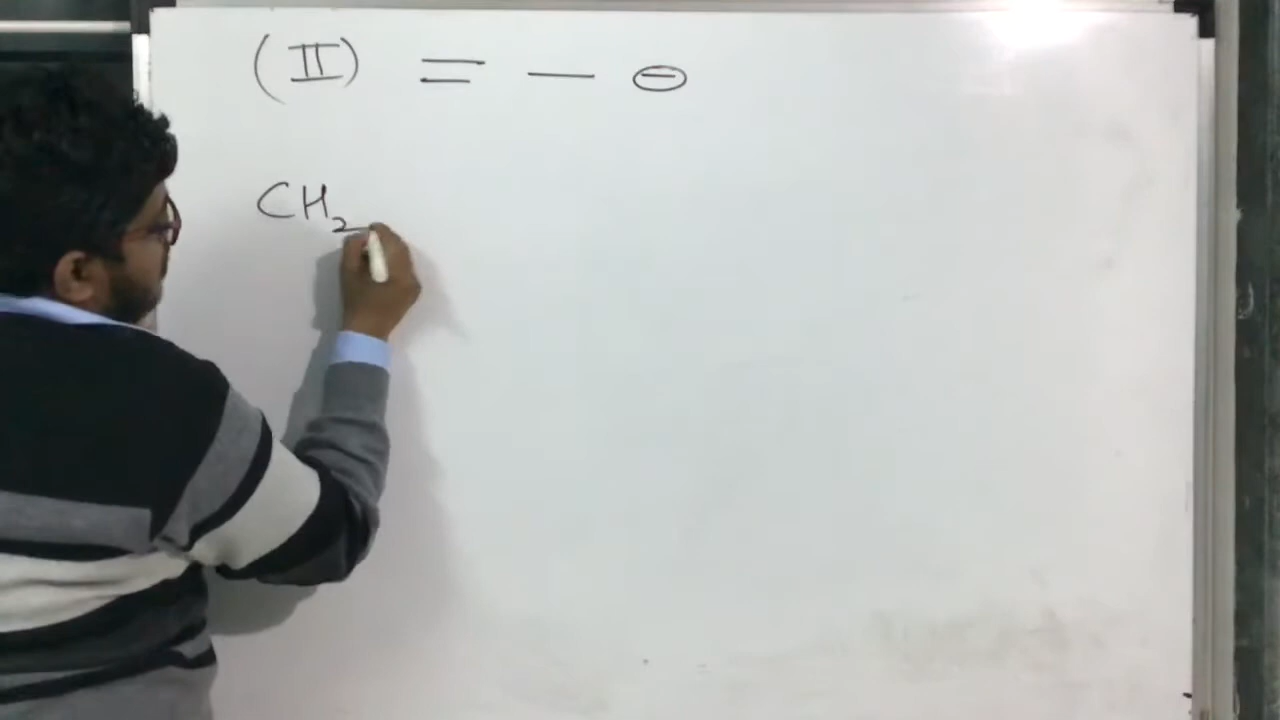 (II) = — ⊖
CH₂